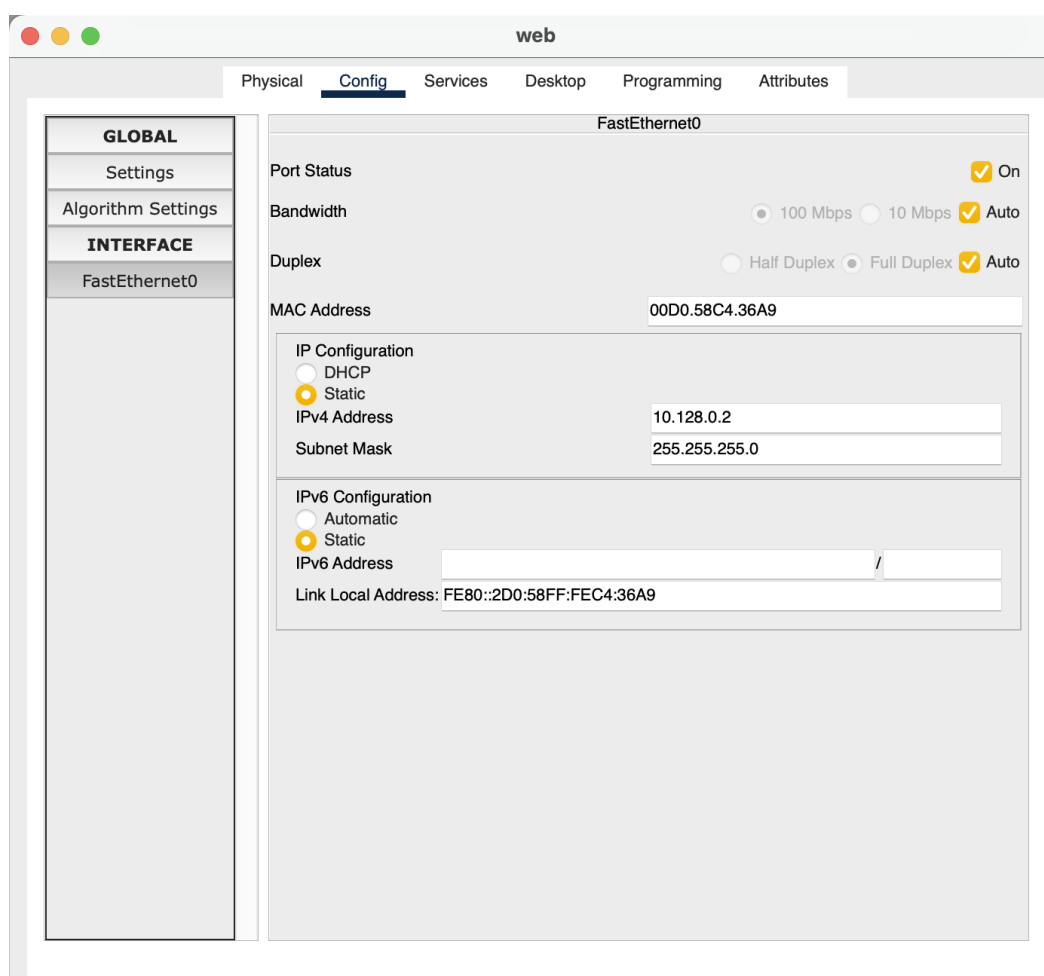 web
Physical Config Services Desktop Programming Attributes
GLOBAL
Settings
Algorithm Settings
INTERFACE
FastEthernet0
FastEthernet0
Port Status On
Bandwidth 100 Mbps 10 Mbps Auto
Duplex Half Duplex Full Duplex Auto
MAC Address 00D0.58C4.36A9
IP Configuration
DHCP
Static
IPv4 Address 10.128.0.2
Subnet Mask 255.255.255.0
IPv6 Configuration
Automatic
Static
IPv6 Address /
Link Local Address: FE80::2D0:58FF:FEC4:36A9